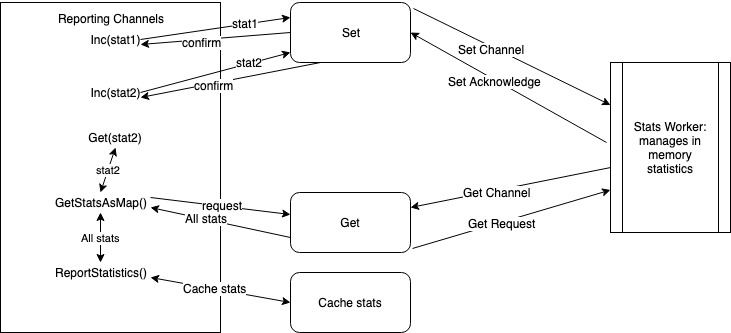 Reporting Channels
Inc(stat1)
stat1
confirm
Set
Set Channel
Set Acknowledge
Inc(stat2)
stat2
confirm
Stats Worker:
manages in
memory
statistics
Get(stat2)
stat2
GetStatsAsMap()
request
All stats
Get
Get Channel
Get Request
All stats
ReportStatistics()
Cache stats
Cache stats